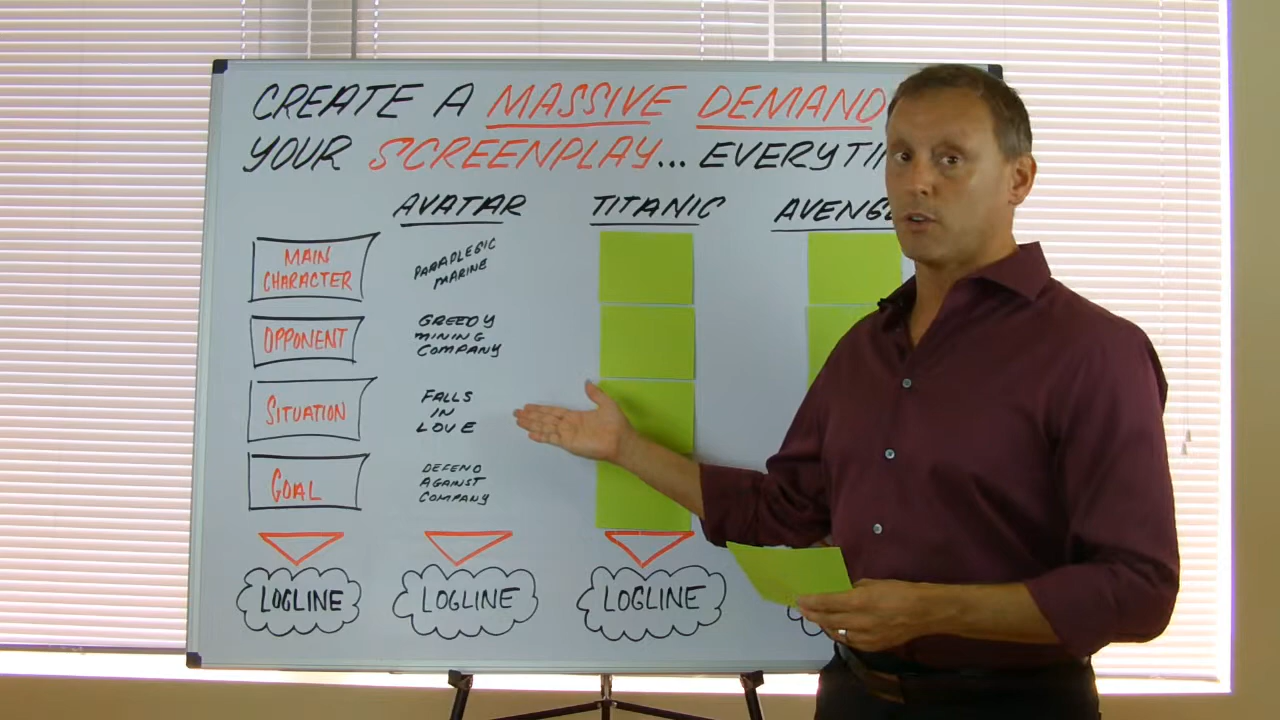 CREATE A MASSIVE DEMAND
YOUR SCREENPLAY... EVERYTI
AVATAR TITANIC AVENGE
MAIN
CHARACTER
PARAPLEGIC
MARINE
OPPONENT
GREEDY
MINING
COMPANY
SITUATION
FALLS
IN
LOVE
GOAL
DEFEND
AGAINST
COMPANY
LOGLINE LOGLINE LOGLINE